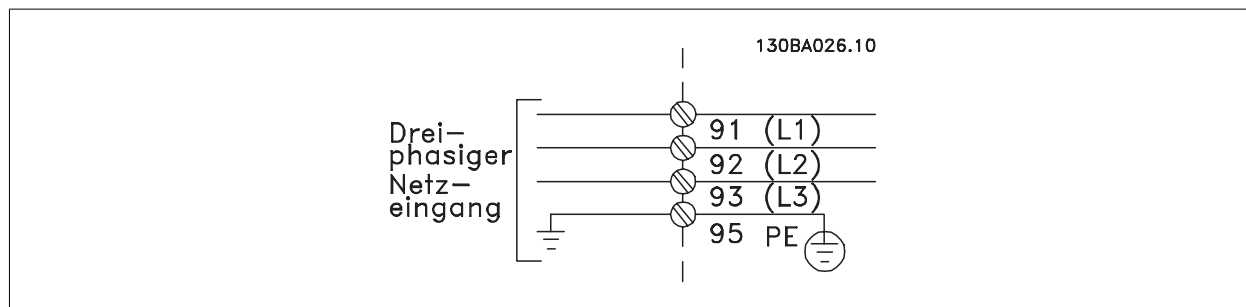 130BA026.10
Drei-
phasiger
Netz-
eingang
91 (L1)
92 (L2)
93 (L3)
95 PE